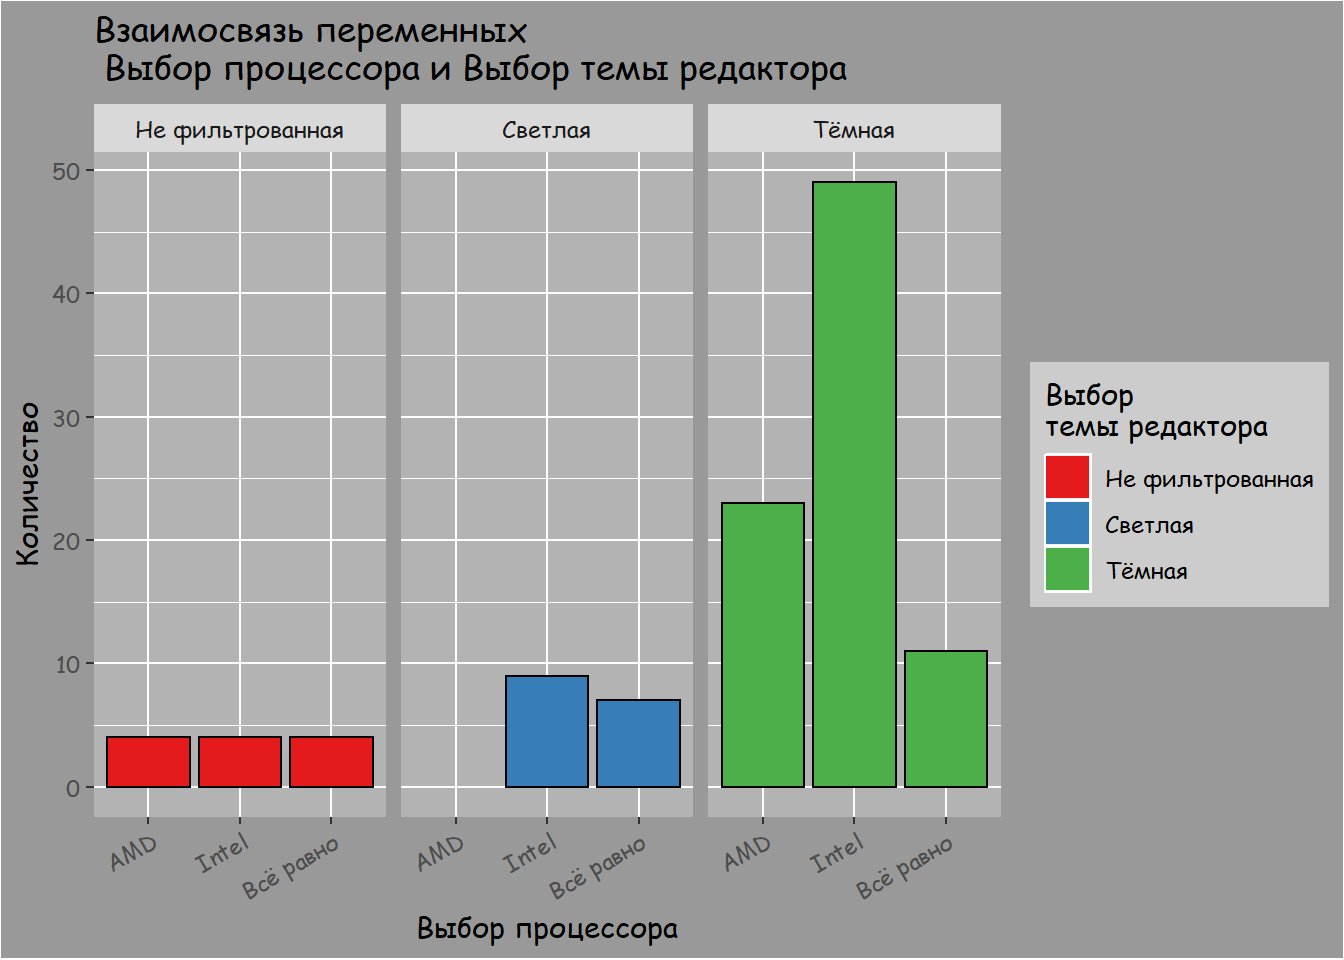 Взаимосвязь переменных
Выбор процессора и Выбор темы редактора
Не фильтрованная
Светлая
Тёмная
50
40
30
20
10
0
Количество
AMD
Intel
Всё равно
AMD
Intel
Всё равно
AMD
Intel
Всё равно
Выбор процессора
Выбор
темы редактора
Не фильтрованная
Светлая
Тёмная